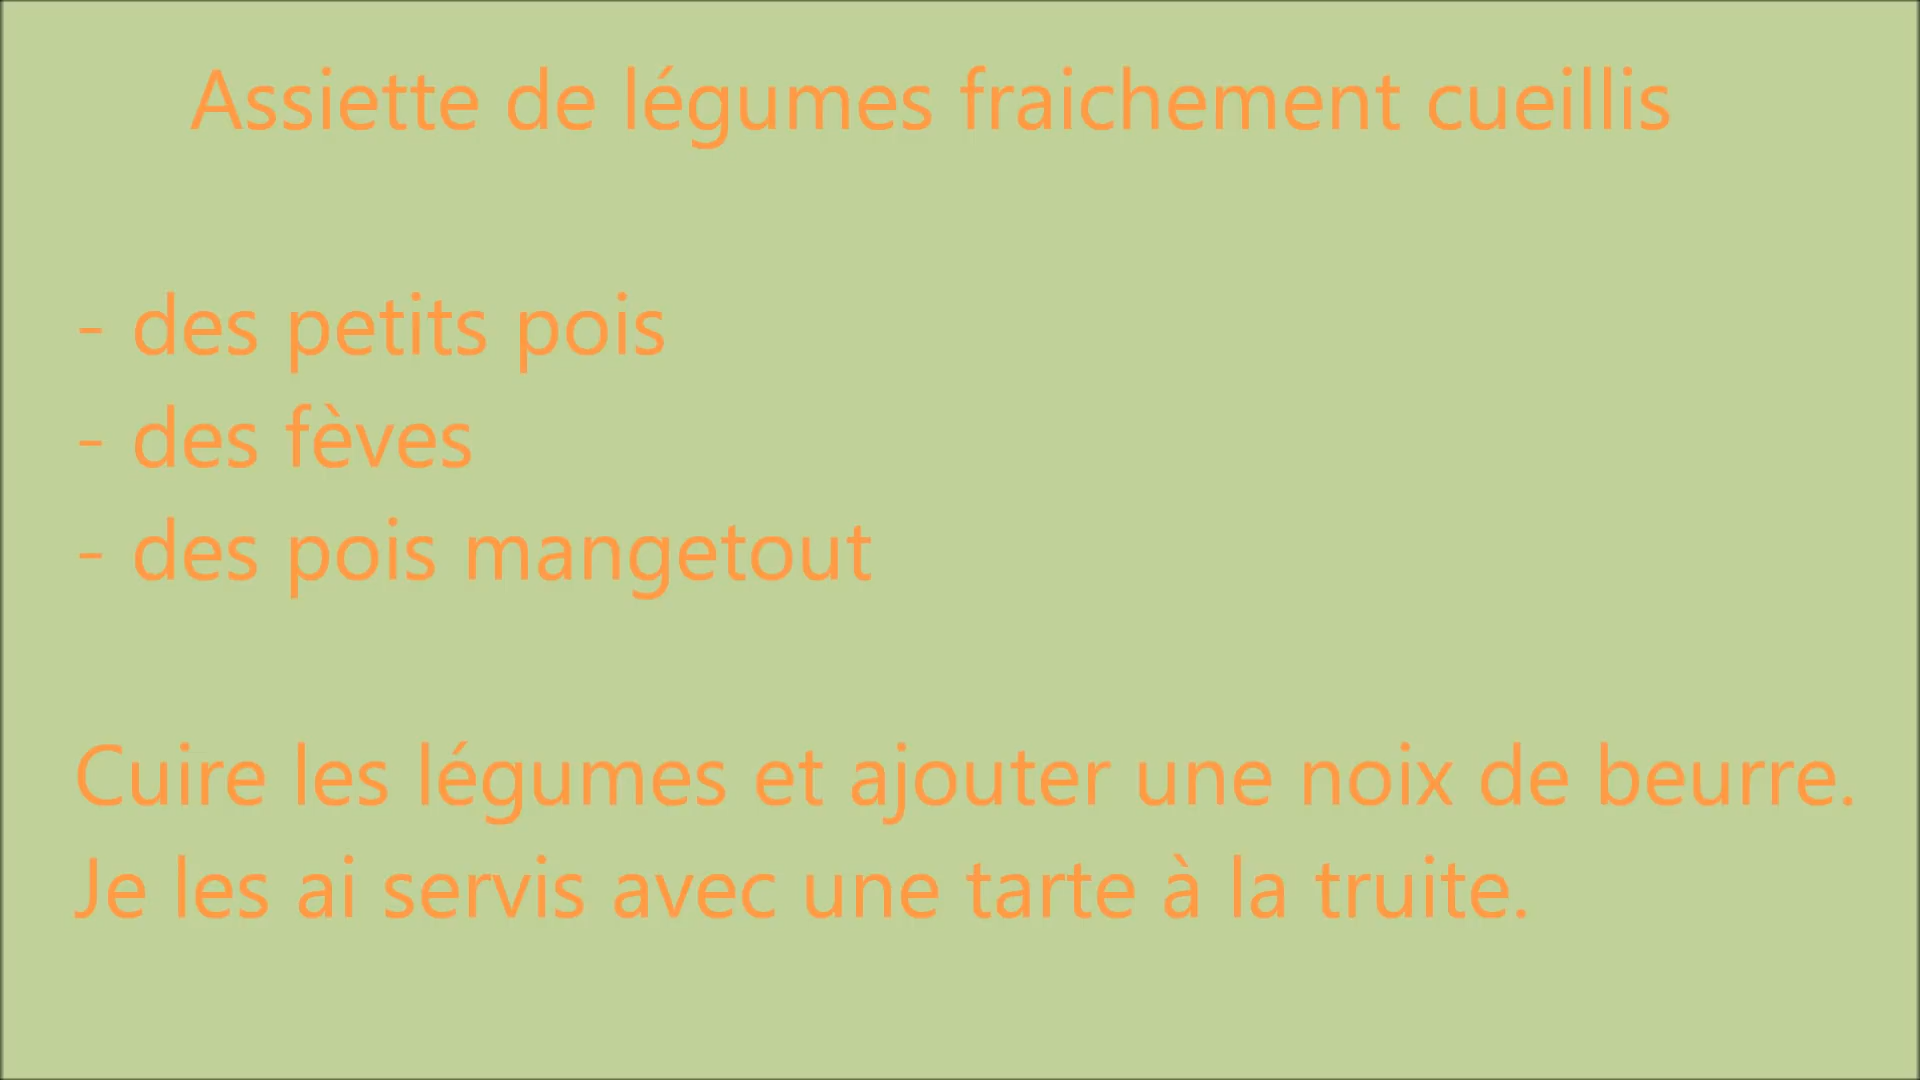 Assiette de légumes fraichement cueillis
- des petits pois
- des fèves
- des pois mangetout
Cuire les légumes et ajouter une noix de beurre.
Je les ai servis avec une tarte à la truite.